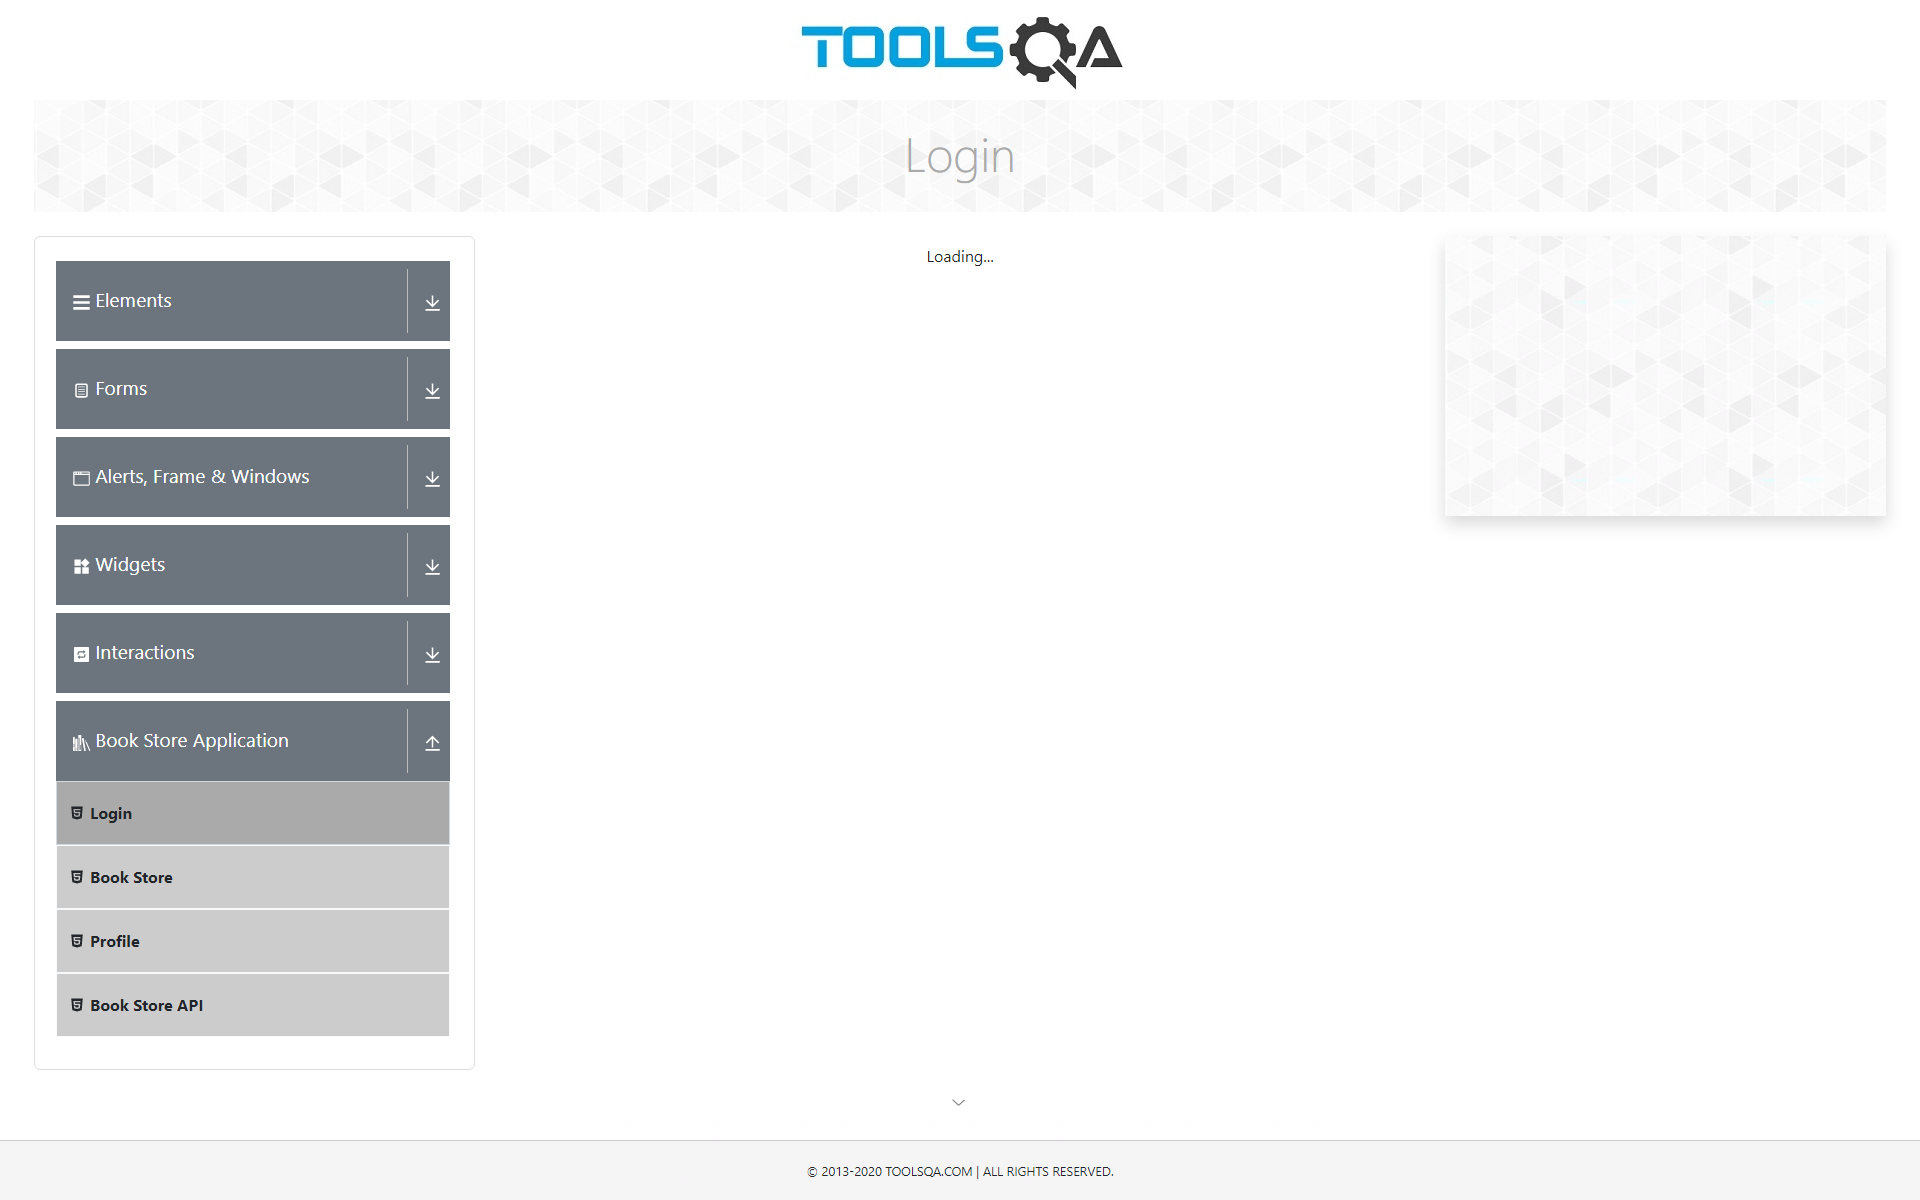 TOOLSQA
Login
Elements
Forms
Alerts, Frame & Windows
Widgets
Interactions
Book Store Application
Login
Book Store
Profile
Book Store API
Loading...
© 2013-2020 TOOLSQA.COM | ALL RIGHTS RESERVED.